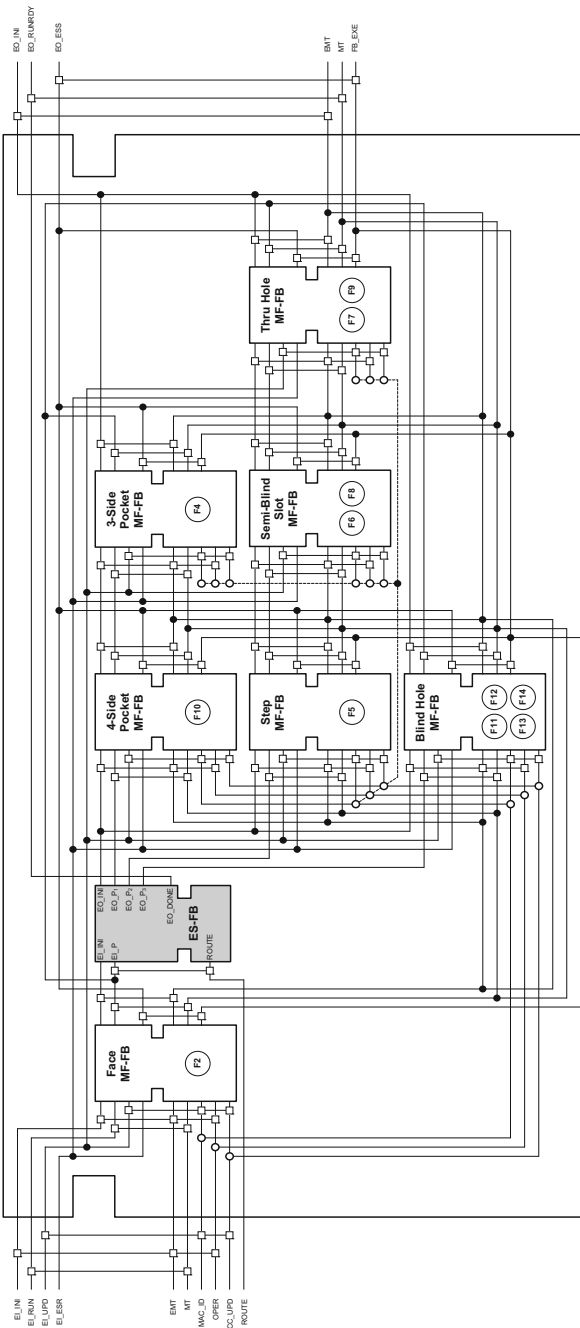 EI_INI
EI_RUN
EI_UPD
EI_ESR
EMT
MT
MAC_ID
OPER
CC_UPD
ROUTE
Face
MF-FB
F2
EI_INI
EI_P
ROUTE
ES-FB
EO_INI
EO_P1
EO_P2
EO_P3
EO_DONE
4-Side
Pocket
MF-FB
F10
Step
MF-FB
F5
Blind Hole
MF-FB
F11
F12
F13
F14
3-Side
Pocket
MF-FB
F4
Semi-Blind
Slot
MF-FB
F6
F8
Thru Hole
MF-FB
F7
F9
EO_INI
EO_RUNRDY
EO_ESS
EMT
MT
FB_EXE